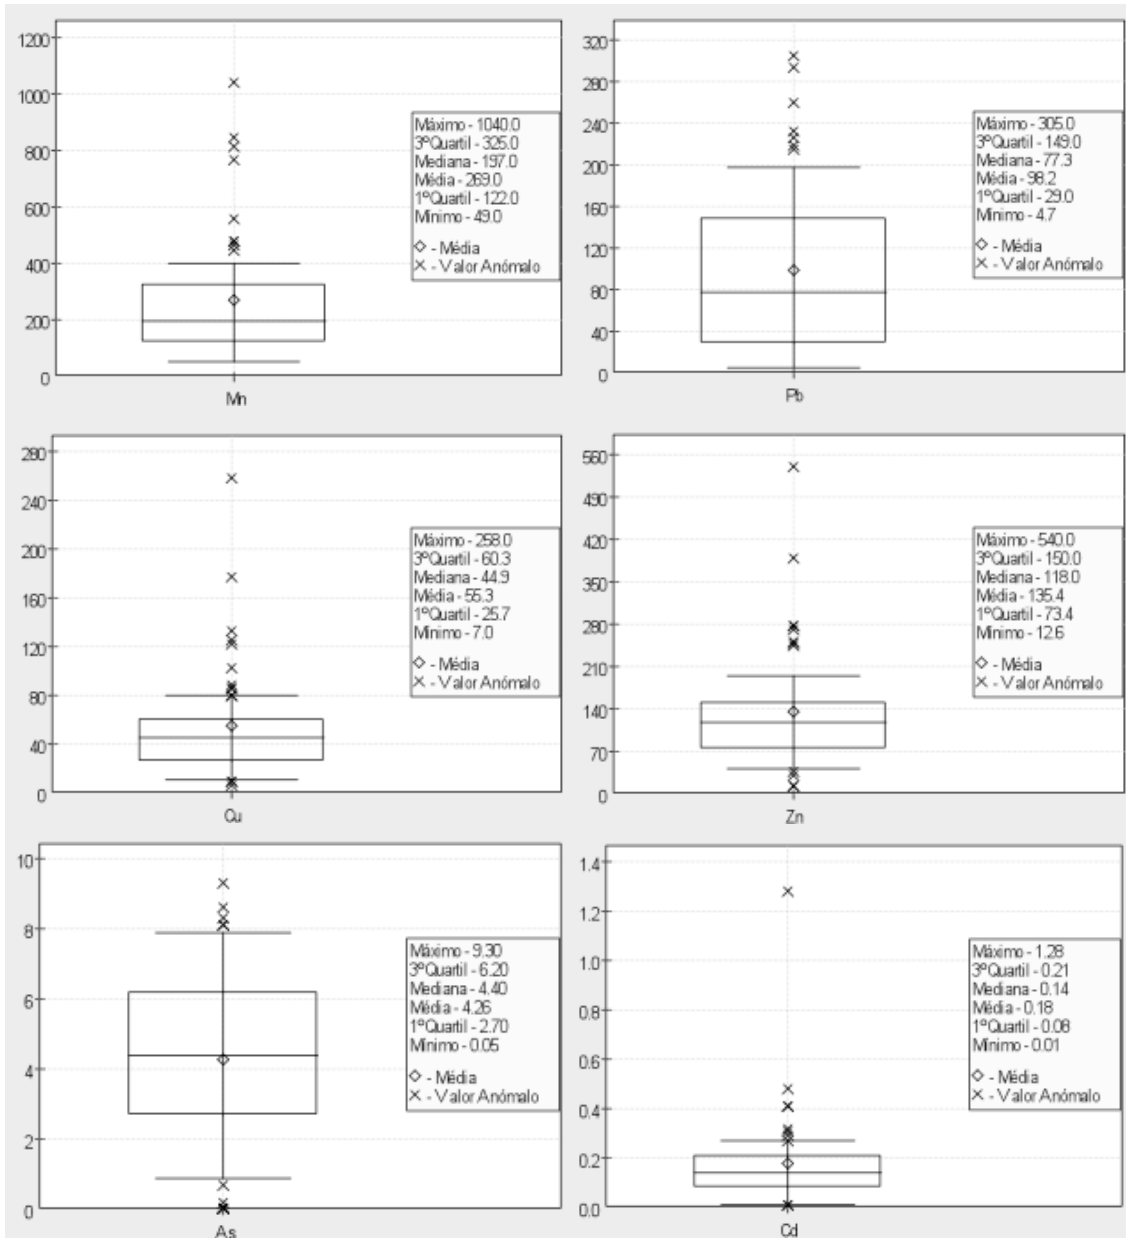 1200
1000
800
600
400
200
0
Máximo - 1040.0
3ºQuartil - 325.0
Mediana - 197.0
Média - 269.0
1ºQuartil - 122.0
Mínimo - 49.0
- Média
- Valor Anómalo
Mn
320
280
240
200
160
120
80
40
0
Máximo - 305.0
3ºQuartil - 149.0
Mediana - 77.3
Média - 98.2
1ºQuartil - 29.0
Mínimo - 4.7
- Média
- Valor Anómalo
Pb
280
240
200
160
120
80
40
0
Máximo - 258.0
3ºQuartil - 60.3
Mediana - 44.9
Média - 55.3
1ºQuartil - 25.7
Mínimo - 7.0
- Média
- Valor Anómalo
Cu
560
490
420
350
280
210
140
70
0
Máximo - 540.0
3ºQuartil - 150.0
Mediana - 118.0
Média - 135.4
1ºQuartil - 73.4
Mínimo - 12.6
- Média
- Valor Anómalo
Zn
10
8
6
4
2
0
Máximo - 9.30
3ºQuartil - 6.20
Mediana - 4.40
Média - 4.26
1ºQuartil - 2.70
Mínimo - 0.05
- Média
- Valor Anómalo
As
1.4
1.2
1.0
0.8
0.6
0.4
0.2
0.0
Máximo - 1.28
3ºQuartil - 0.21
Mediana - 0.14
Média - 0.18
1ºQuartil - 0.08
Mínimo - 0.01
- Média
- Valor Anómalo
Cd